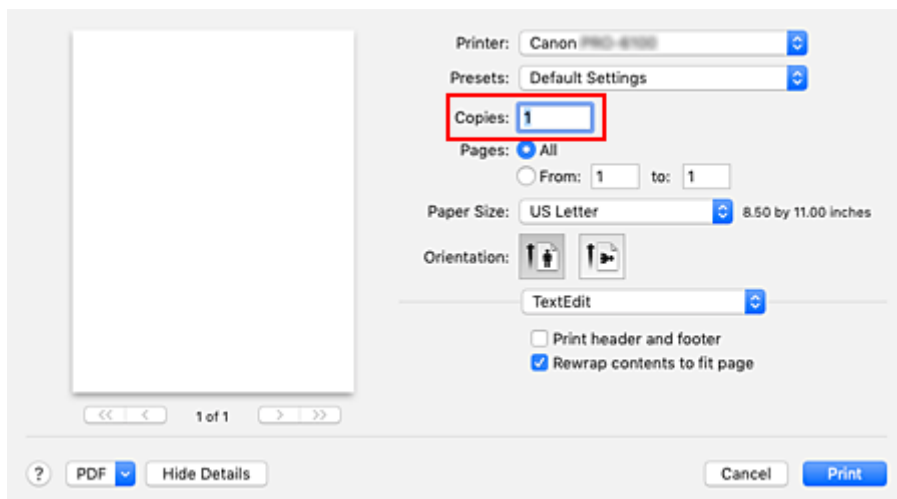 Printer: Canon
Presets: Default Settings
Copies: 1
Pages: All
From: 1 to: 1
Paper Size: US Letter 8.50 by 11.00 inches
Orientation:
TextEdit
Print header and footer
Rewrap contents to fit page
<< < 1 of 1 > >>
? PDF Hide Details Cancel Print